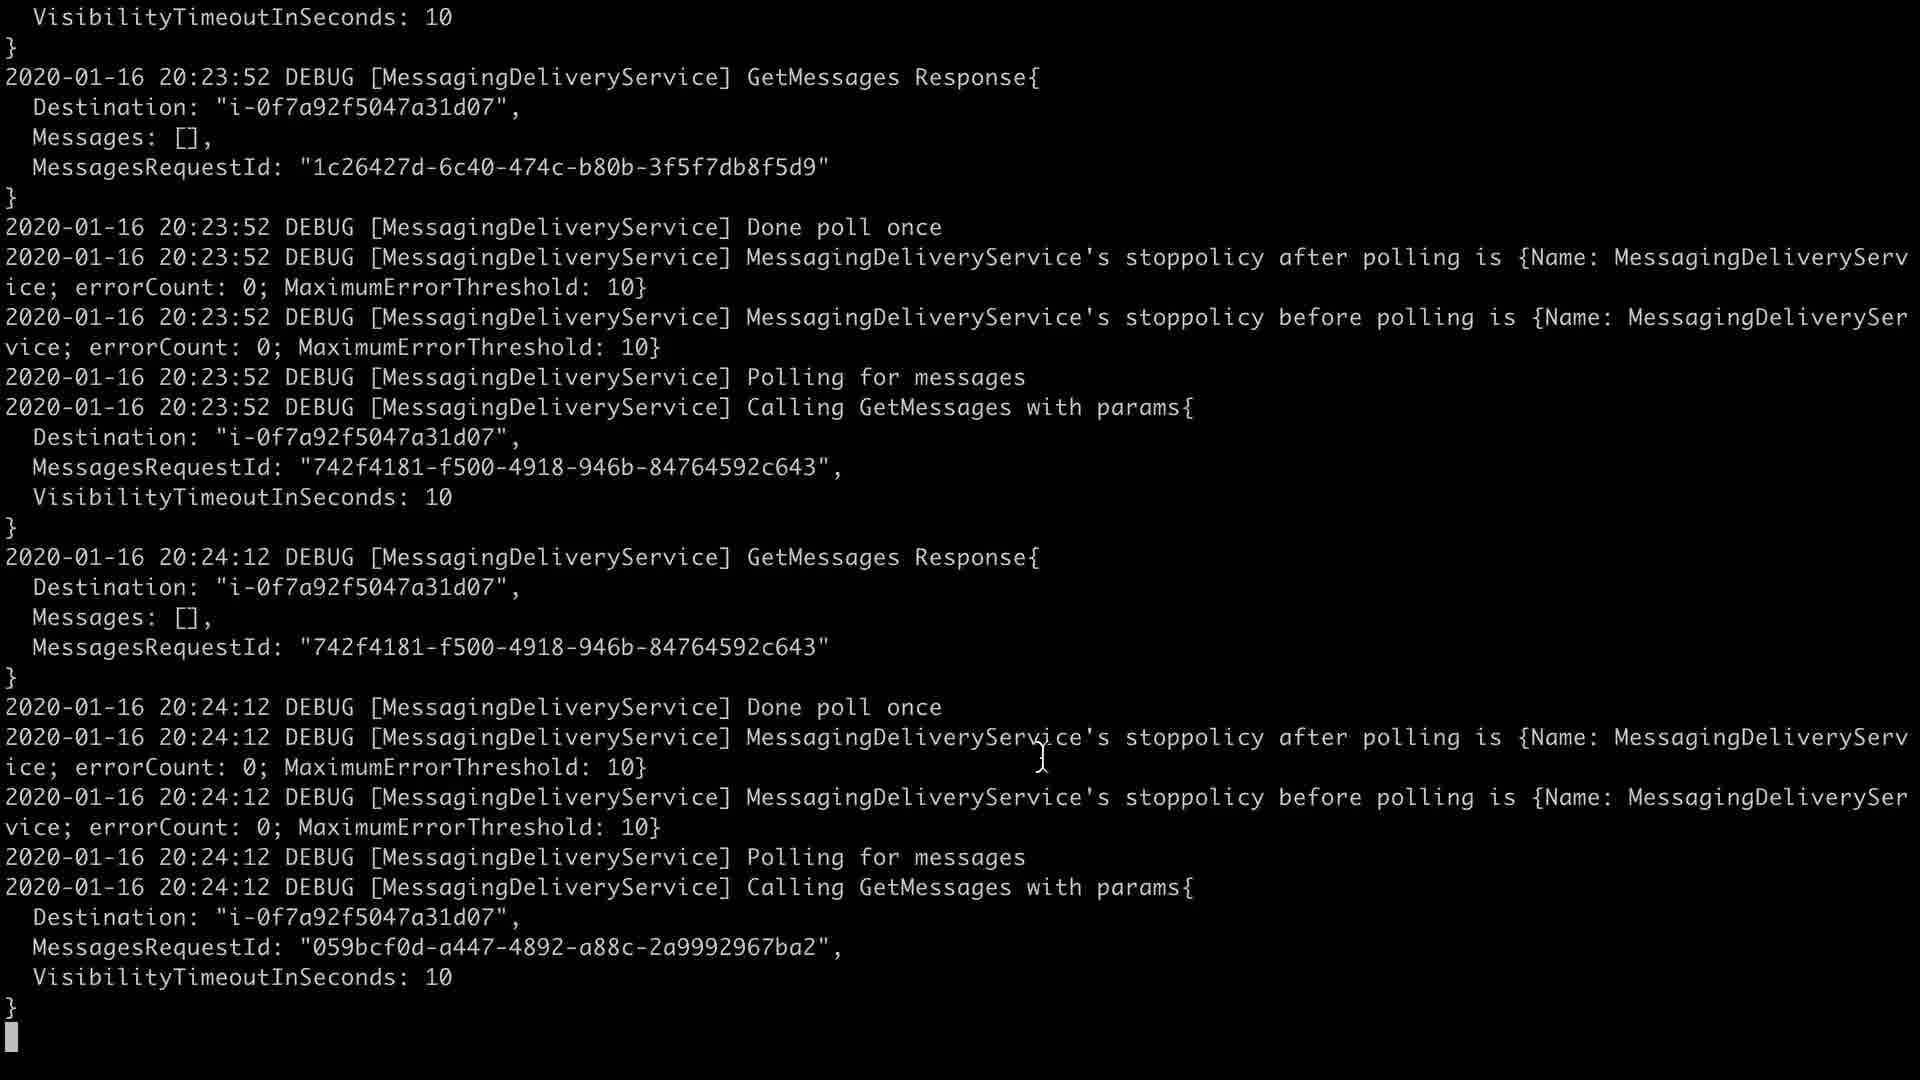 VisibilityTimeoutInSeconds: 10
}
2020-01-16 20:23:52 DEBUG [MessagingDeliveryService] GetMessages Response{
  Destination: "i-0f7a92f5047a31d07",
  Messages: [],
  MessagesRequestId: "1c26427d-6c40-474c-b80b-3f5f7db8f5d9"
}
2020-01-16 20:23:52 DEBUG [MessagingDeliveryService] Done poll once
2020-01-16 20:23:52 DEBUG [MessagingDeliveryService] MessagingDeliveryService's stoppolicy after polling is {Name: MessagingDeliveryServ
ice; errorCount: 0; MaximumErrorThreshold: 10}
2020-01-16 20:23:52 DEBUG [MessagingDeliveryService] MessagingDeliveryService's stoppolicy before polling is {Name: MessagingDeliverySer
vice; errorCount: 0; MaximumErrorThreshold: 10}
2020-01-16 20:23:52 DEBUG [MessagingDeliveryService] Polling for messages
2020-01-16 20:23:52 DEBUG [MessagingDeliveryService] Calling GetMessages with params{
  Destination: "i-0f7a92f5047a31d07",
  MessagesRequestId: "742f4181-f500-4918-946b-84764592c643",
  VisibilityTimeoutInSeconds: 10
}
2020-01-16 20:24:12 DEBUG [MessagingDeliveryService] GetMessages Response{
  Destination: "i-0f7a92f5047a31d07",
  Messages: [],
  MessagesRequestId: "742f4181-f500-4918-946b-84764592c643"
}
2020-01-16 20:24:12 DEBUG [MessagingDeliveryService] Done poll once
2020-01-16 20:24:12 DEBUG [MessagingDeliveryService] MessagingDeliveryService's stoppolicy after polling is {Name: MessagingDeliveryServ
ice; errorCount: 0; MaximumErrorThreshold: 10}
2020-01-16 20:24:12 DEBUG [MessagingDeliveryService] MessagingDeliveryService's stoppolicy before polling is {Name: MessagingDeliverySer
vice; errorCount: 0; MaximumErrorThreshold: 10}
2020-01-16 20:24:12 DEBUG [MessagingDeliveryService] Polling for messages
2020-01-16 20:24:12 DEBUG [MessagingDeliveryService] Calling GetMessages with params{
  Destination: "i-0f7a92f5047a31d07",
  MessagesRequestId: "059bcf0d-a447-4892-a88c-2a9992967ba2",
  VisibilityTimeoutInSeconds: 10
}